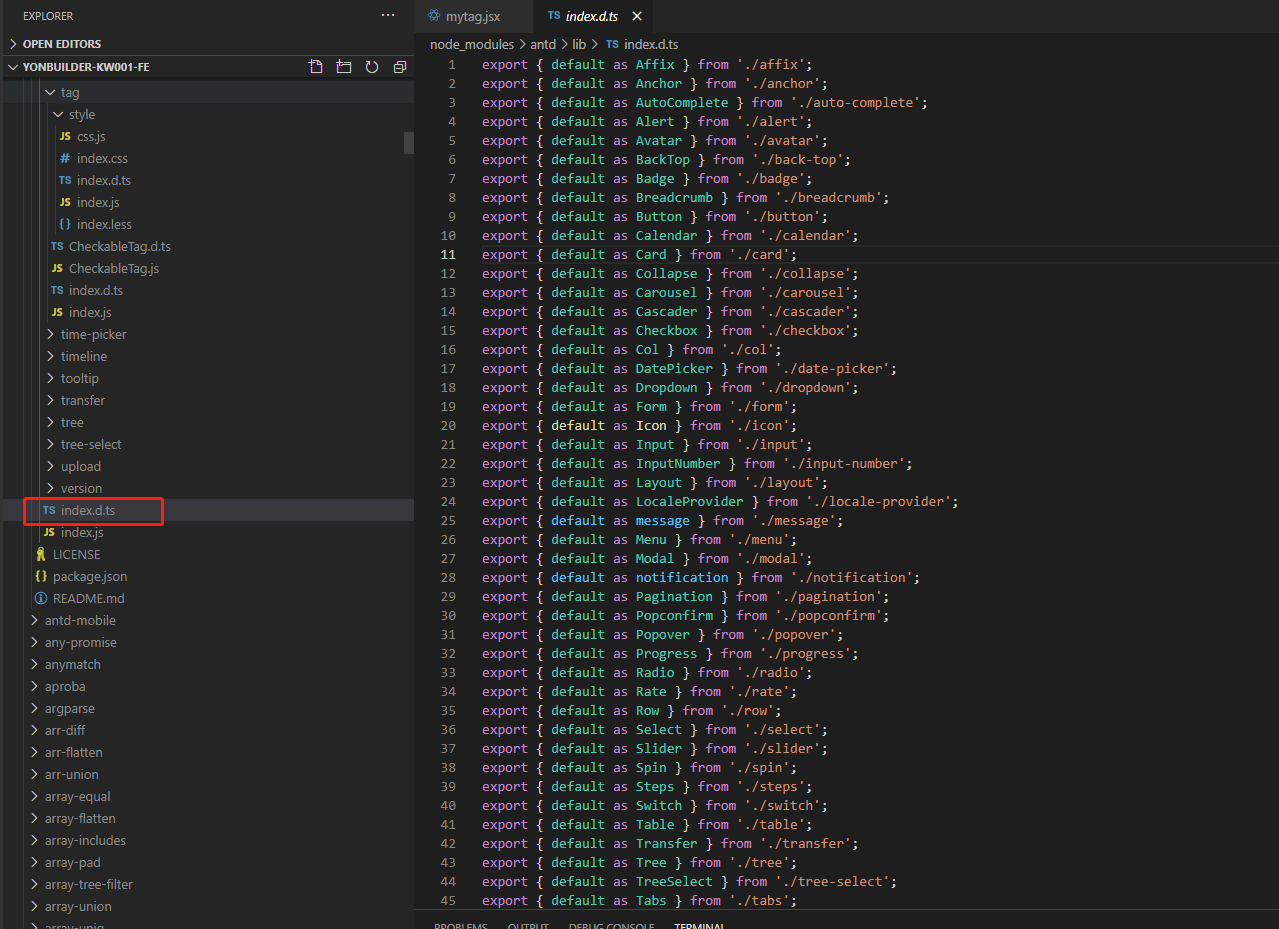 EXPLORER
OPEN EDITORS
YONBUILDER-KW001-FE
tag
style
JS css.js
# index.css
TS index.d.ts
JS index.js
{} index.less
TS CheckableTag.d.ts
JS CheckableTag.js
TS index.d.ts
JS index.js
time-picker
timeline
tooltip
transfer
tree
tree-select
upload
version
TS index.d.ts
JS index.js
LICENSE
{} package.json
README.md
antd-mobile
any-promise
anymatch
aproba
argparse
arr-diff
arr-flatten
arr-union
array-equal
array-flatten
array-includes
array-pad
array-tree-filter
array-union
array-uniq
mytag.jsx
TS index.d.ts
node_modules > antd > lib > TS index.d.ts
1 export { default as Affix } from './affix';
2 export { default as Anchor } from './anchor';
3 export { default as AutoComplete } from './auto-complete';
4 export { default as Alert } from './alert';
5 export { default as Avatar } from './avatar';
6 export { default as BackTop } from './back-top';
7 export { default as Badge } from './badge';
8 export { default as Breadcrumb } from './breadcrumb';
9 export { default as Button } from './button';
10 export { default as Calendar } from './calendar';
11 export { default as Card } from './card';
12 export { default as Collapse } from './collapse';
13 export { default as Carousel } from './carousel';
14 export { default as Cascader } from './cascader';
15 export { default as Checkbox } from './checkbox';
16 export { default as Col } from './col';
17 export { default as DatePicker } from './date-picker';
18 export { default as Dropdown } from './dropdown';
19 export { default as Form } from './form';
20 export { default as Icon } from './icon';
21 export { default as Input } from './input';
22 export { default as InputNumber } from './input-number';
23 export { default as Layout } from './layout';
24 export { default as LocaleProvider } from './locale-provider';
25 export { default as message } from './message';
26 export { default as Menu } from './menu';
27 export { default as Modal } from './modal';
28 export { default as notification } from './notification';
29 export { default as Pagination } from './pagination';
30 export { default as Popconfirm } from './popconfirm';
31 export { default as Popover } from './popover';
32 export { default as Progress } from './progress';
33 export { default as Radio } from './radio';
34 export { default as Rate } from './rate';
35 export { default as Row } from './row';
36 export { default as Select } from './select';
37 export { default as Slider } from './slider';
38 export { default as Spin } from './spin';
39 export { default as Steps } from './steps';
40 export { default as Switch } from './switch';
41 export { default as Table } from './table';
42 export { default as Transfer } from './transfer';
43 export { default as Tree } from './tree';
44 export { default as TreeSelect } from './tree-select';
45 export { default as Tabs } from './tabs';
PROBLEMS OUTPUT DEBUG CONSOLE TERMINAL